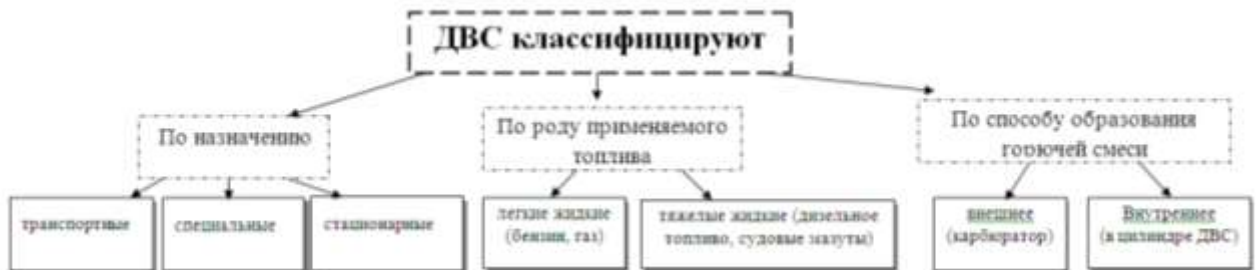 ДВС классифицируют
По назначению
По роду применяемого
топлива
По способу образования
горючей смеси
транспортные
специальные
стационарные
легкие жидкие
(бензин, газ)
тяжелые жидкие (дизельное
топливо, судовые мазуты)
внешнее
(карбюратор)
Внутреннее
(в цилиндре ДВС)